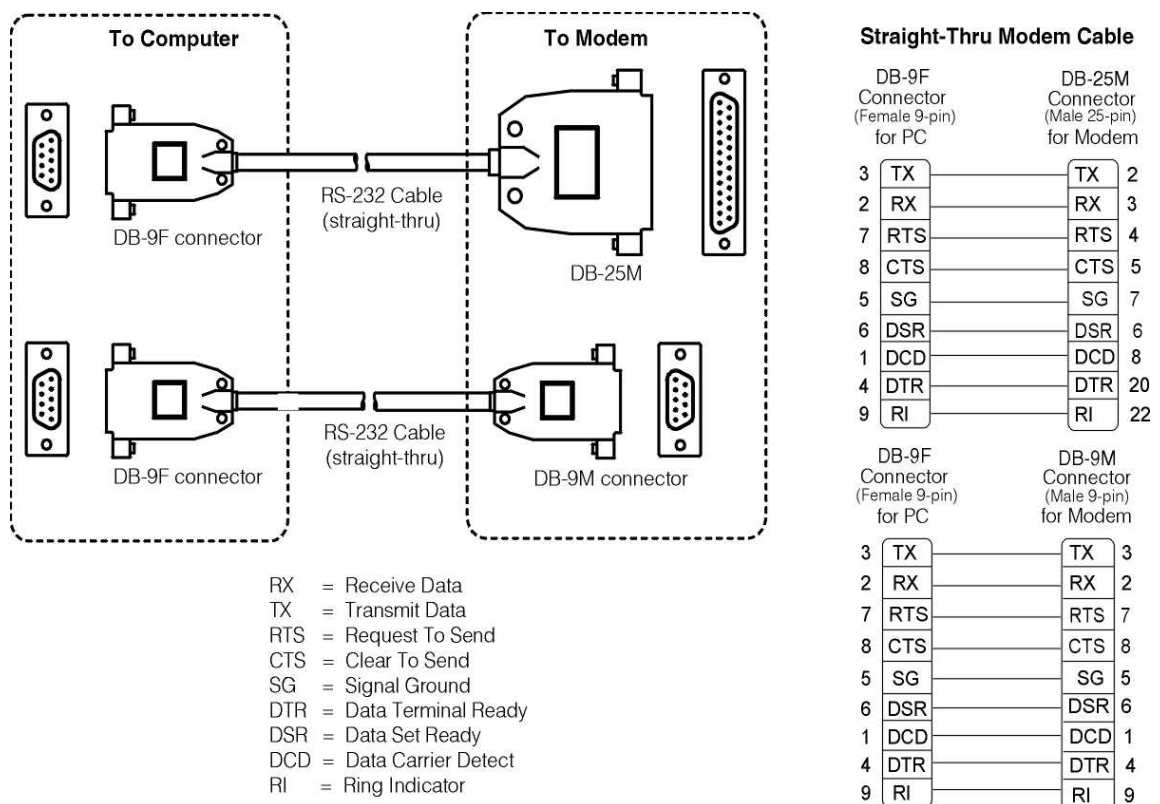 To Computer
To Modem
RS-232 Cable
(straight-thru)
DB-9F connector
DB-25M
RS-232 Cable
(straight-thru)
DB-9F connector
DB-9M connector
RX = Receive Data
TX = Transmit Data
RTS = Request To Send
CTS = Clear To Send
SG = Signal Ground
DTR = Data Terminal Ready
DSR = Data Set Ready
DCD = Data Carrier Detect
RI = Ring Indicator
Straight-Thru Modem Cable
DB-9F
Connector
(Female 9-pin)
for PC
DB-25M
Connector
(Male 25-pin)
for Modem
3 TX TX 2
2 RX RX 3
7 RTS RTS 4
8 CTS CTS 5
5 SG SG 7
6 DSR DSR 6
1 DCD DCD 8
4 DTR DTR 20
9 RI RI 22
DB-9F
Connector
(Female 9-pin)
for PC
DB-9M
Connector
(Male 9-pin)
for Modem
3 TX TX 3
2 RX RX 2
7 RTS RTS 7
8 CTS CTS 8
5 SG SG 5
6 DSR DSR 6
1 DCD DCD 1
4 DTR DTR 4
9 RI RI 9